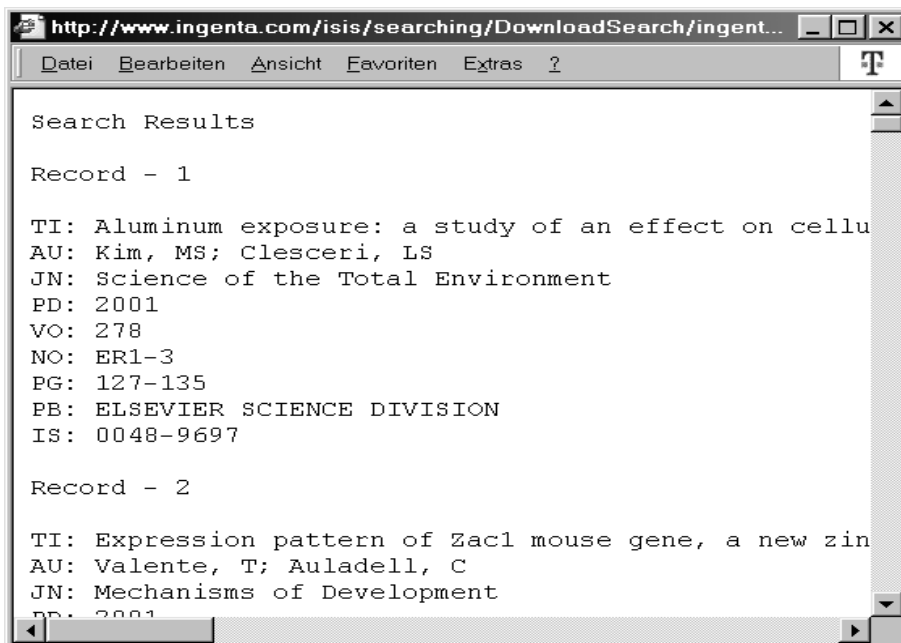 http://www.ingenta.com/isis/searching/DownloadSearch/ingent...
Datei Bearbeiten Ansicht Favoriten Extras ?
Search Results
Record - 1
TI: Aluminum exposure: a study of an effect on cellu
AU: Kim, MS; Clesceri, LS
JN: Science of the Total Environment
PD: 2001
VO: 278
NO: ER1-3
PG: 127-135
PB: ELSEVIER SCIENCE DIVISION
IS: 0048-9697
Record - 2
TI: Expression pattern of Zac1 mouse gene, a new zin
AU: Valente, T; Auladell, C
JN: Mechanisms of Development
PD: 2001